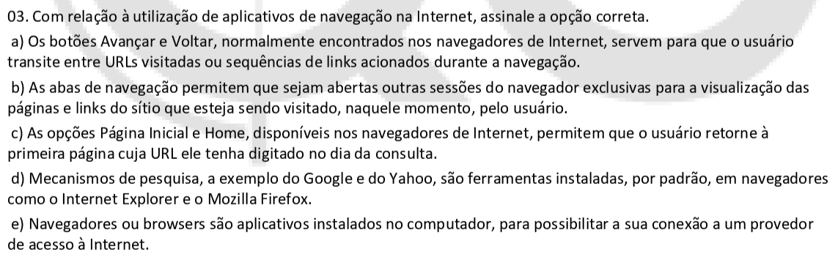 03. Com relação à utilização de aplicativos de navegação na Internet, assinale a opção correta.
a) Os botões Avançar e Voltar, normalmente encontrados nos navegadores de Internet, servem para que o usuário
transite entre URLs visitadas ou sequências de links acionados durante a navegação.
b) As abas de navegação permitem que sejam abertas outras sessões do navegador exclusivas para a visualização das
páginas e links do sítio que esteja sendo visitado, naquele momento, pelo usuário.
c) As opções Página Inicial e Home, disponíveis nos navegadores de Internet, permitem que o usuário retorne à
primeira página cuja URL ele tenha digitado no dia da consulta.
d) Mecanismos de pesquisa, a exemplo do Google e do Yahoo, são ferramentas instaladas, por padrão, em navegadores
como o Internet Explorer e o Mozilla Firefox.
e) Navegadores ou browsers são aplicativos instalados no computador, para possibilitar a sua conexão a um provedor
de acesso à Internet.